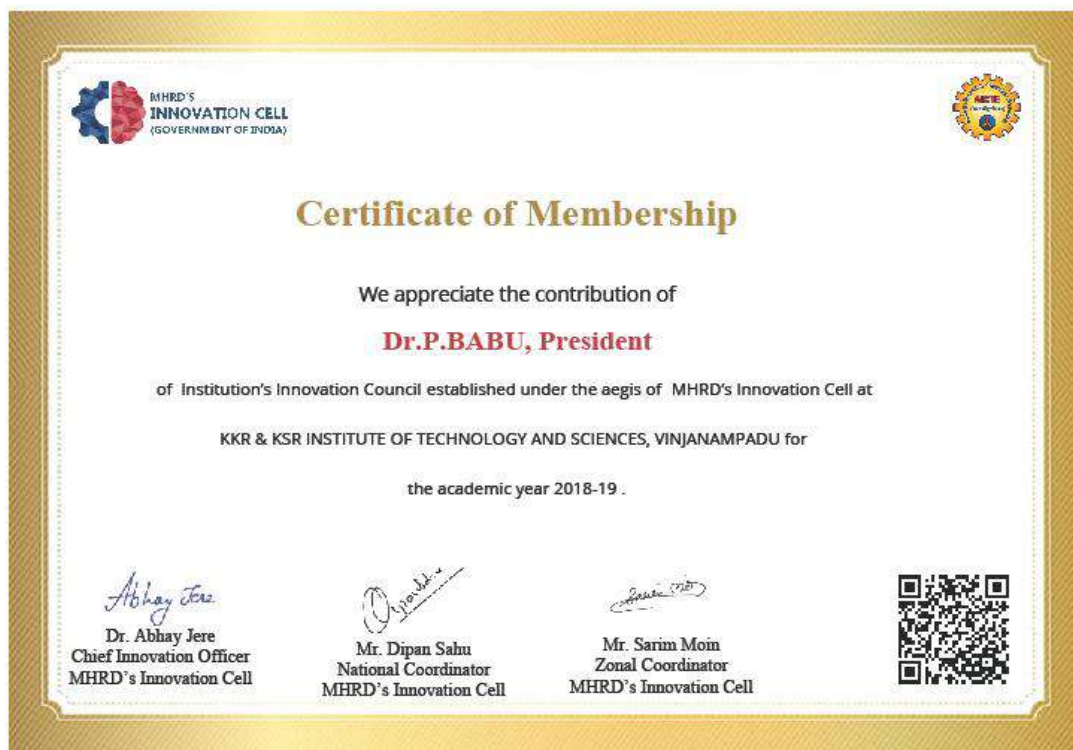 MHRD'S
INNOVATION CELL
(GOVERNMENT OF INDIA)
AICTE
Certificate of Membership
We appreciate the contribution of
Dr.P.BABU, President
of Institution's Innovation Council established under the aegis of MHRD's Innovation Cell at
KKR & KSR INSTITUTE OF TECHNOLOGY AND SCIENCES, VINJANAMPADU for
the academic year 2018-19 .
Abhay Jere
Dr. Abhay Jere
Chief Innovation Officer
MHRD's Innovation Cell
Mr. Dipan Sahu
National Coordinator
MHRD's Innovation Cell
Mr. Sarim Moin
Zonal Coordinator
MHRD's Innovation Cell